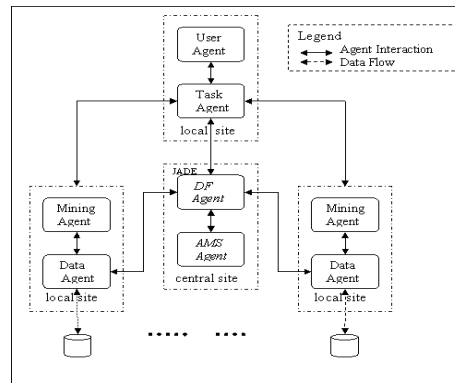 Legend
Agent Interaction
Data Flow
User
Agent
Task
Agent
local site
JADE
DF
Agent
AMS
Agent
central site
Mining
Agent
Data
Agent
local site
Mining
Agent
Data
Agent
local site